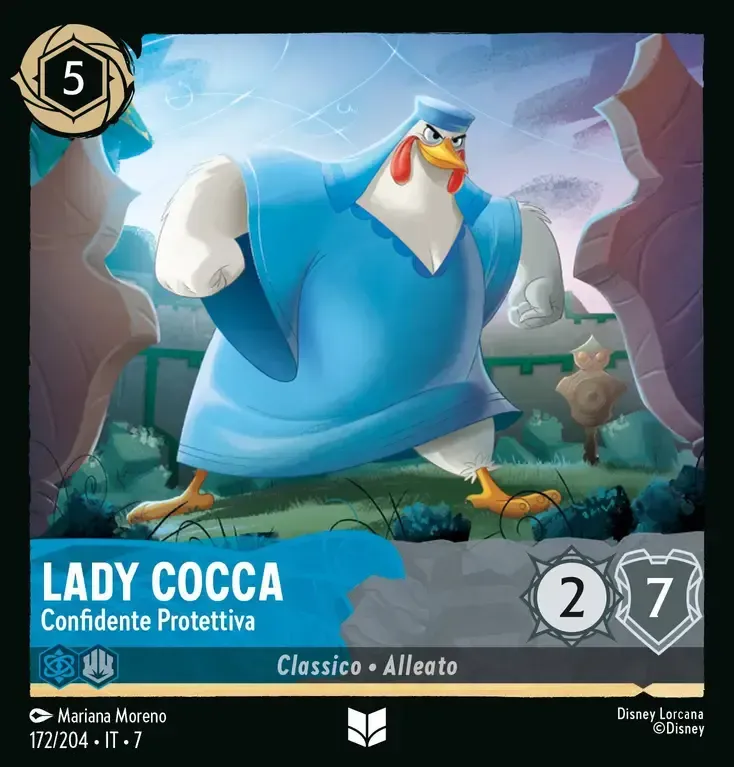 5
LADY COCCA
Confidente Protettiva
2
7
Classico • Alleato
Mariana Moreno
172/204 • IT • 7
Disney Lorcana
©Disney